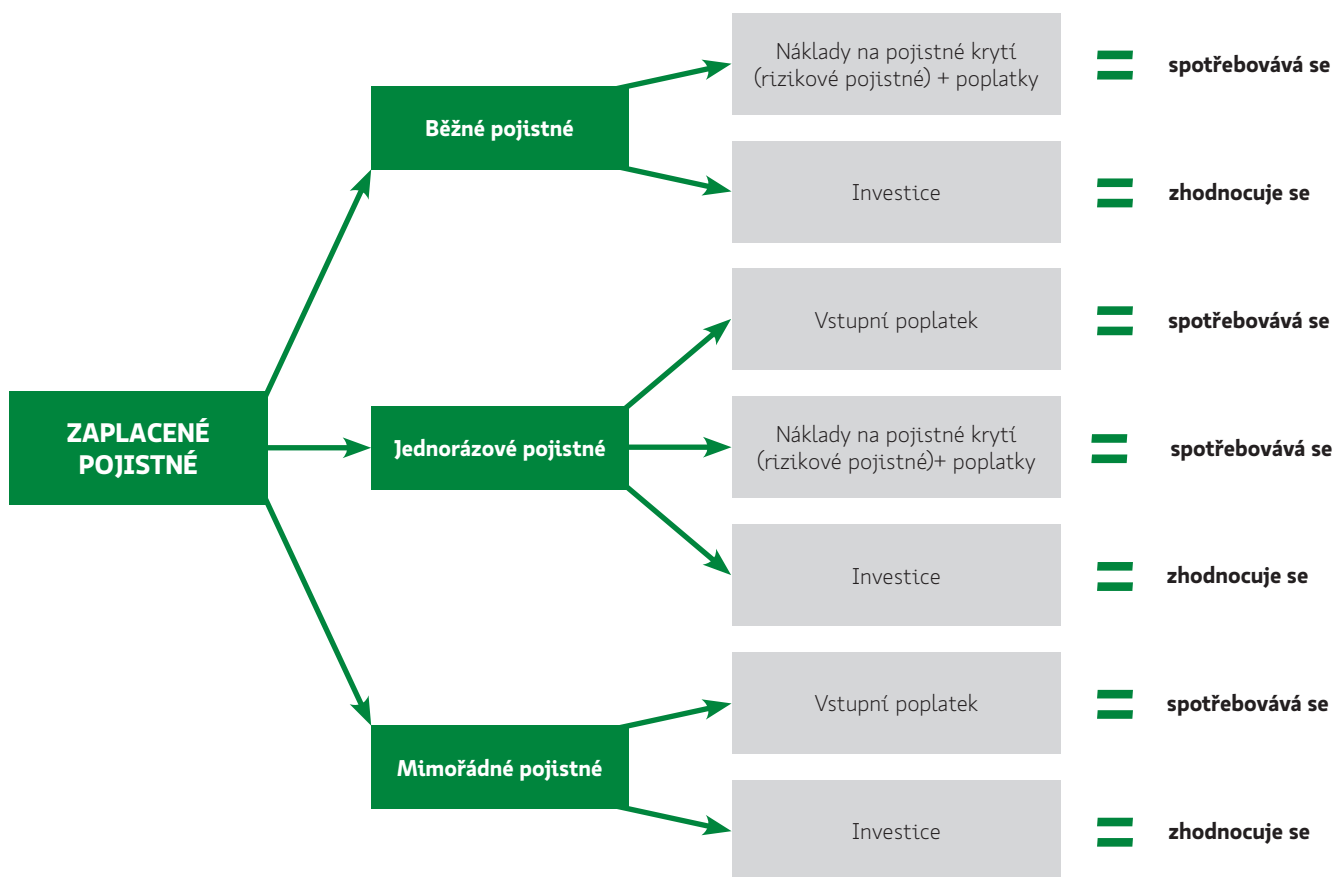 ZAPLACENÉ
POJISTNÉ
Běžné pojistné
Náklady na pojistné krytí
(rizikové pojistné) + poplatky
= spotřebovává se
Investice
= zhodnocuje se
Jednorázové pojistné
Vstupní poplatek
= spotřebovává se
Náklady na pojistné krytí
(rizikové pojistné)+ poplatky
= spotřebovává se
Investice
= zhodnocuje se
Mimořádné pojistné
Vstupní poplatek
= spotřebovává se
Investice
= zhodnocuje se